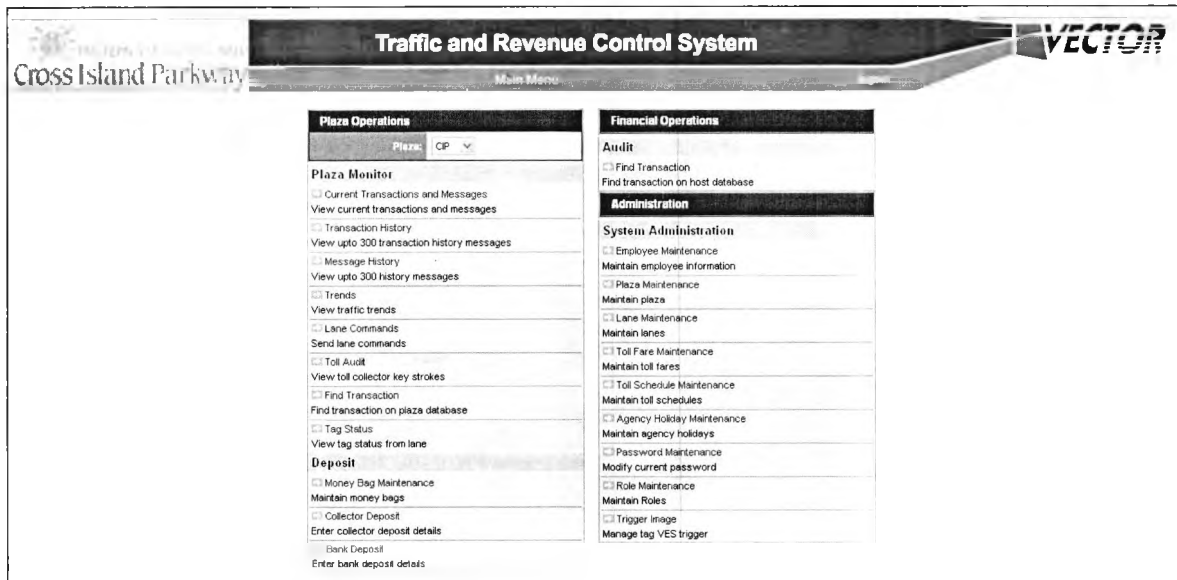 Traffic and Revenue Control System
VECTOR
Cross Island Parkway
Main Menu
Plaza Operations
Plaza: CIP
Plaza Monitor
Current Transactions and Messages
View current transactions and messages
Transaction History
View upto 300 transaction history messages
Message History
View upto 300 history messages
Trends
View traffic trends
Lane Commands
Send lane commands
Toll Audit
View toll collector key strokes
Find Transaction
Find transaction on plaza database
Tag Status
View tag status from lane
Deposit
Money Bag Maintenance
Maintain money bags
Collector Deposit
Enter collector deposit details
Bank Deposit
Enter bank deposit details
Financial Operations
Audit
Find Transaction
Find transaction on host database
Administration
System Administration
Employee Maintenance
Maintain employee information
Plaza Maintenance
Maintain plaza
Lane Maintenance
Maintain lanes
Toll Fare Maintenance
Maintain toll fares
Toll Schedule Maintenance
Maintain toll schedules
Agency Holiday Maintenance
Maintain agency holidays
Password Maintenance
Modify current password
Role Maintenance
Maintain Roles
Trigger Image
Manage tag VES trigger